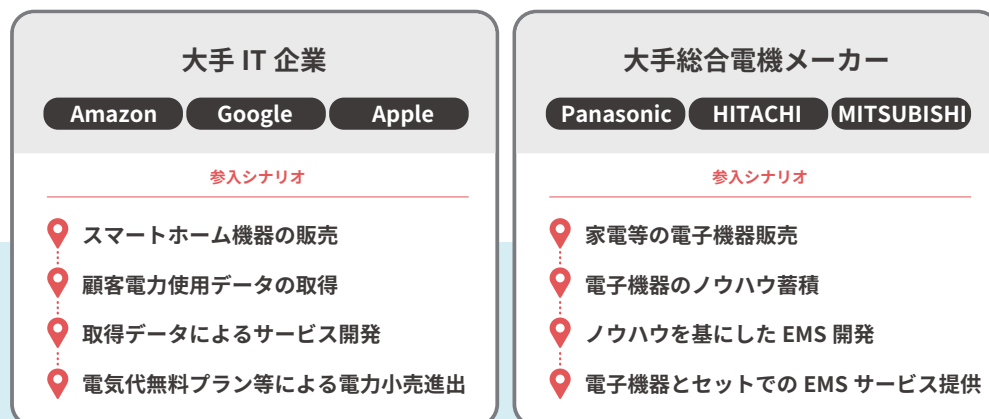 大手 IT 企業
Amazon Google Apple
参入シナリオ
スマートホーム機器の販売
顧客電力使用データの取得
取得データによるサービス開発
電気代無料プラン等による電力小売進出
大手総合電機メーカー
Panasonic HITACHI MITSUBISHI
参入シナリオ
家電等の電子機器販売
電子機器のノウハウ蓄積
ノウハウを基にした EMS 開発
電子機器とセットでの EMS サービス提供